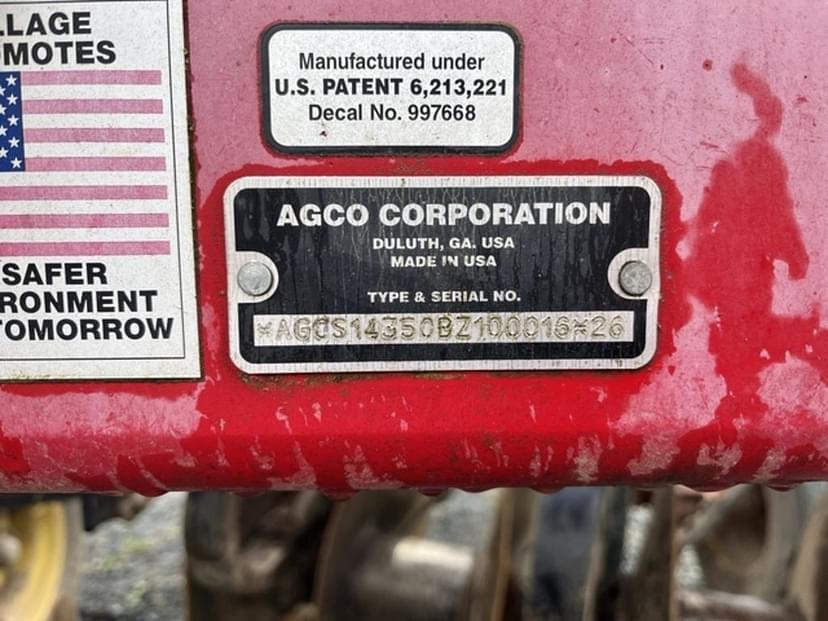 LLAGE
OMOTES
SAFER
RONMENT
TOMORROW
Manufactured under
U.S. PATENT 6,213,221
Decal No. 997668
AGCO CORPORATION
DULUTH, GA. USA
MADE IN USA
TYPE & SERIAL NO.
*AGCS14350BZ100016*26